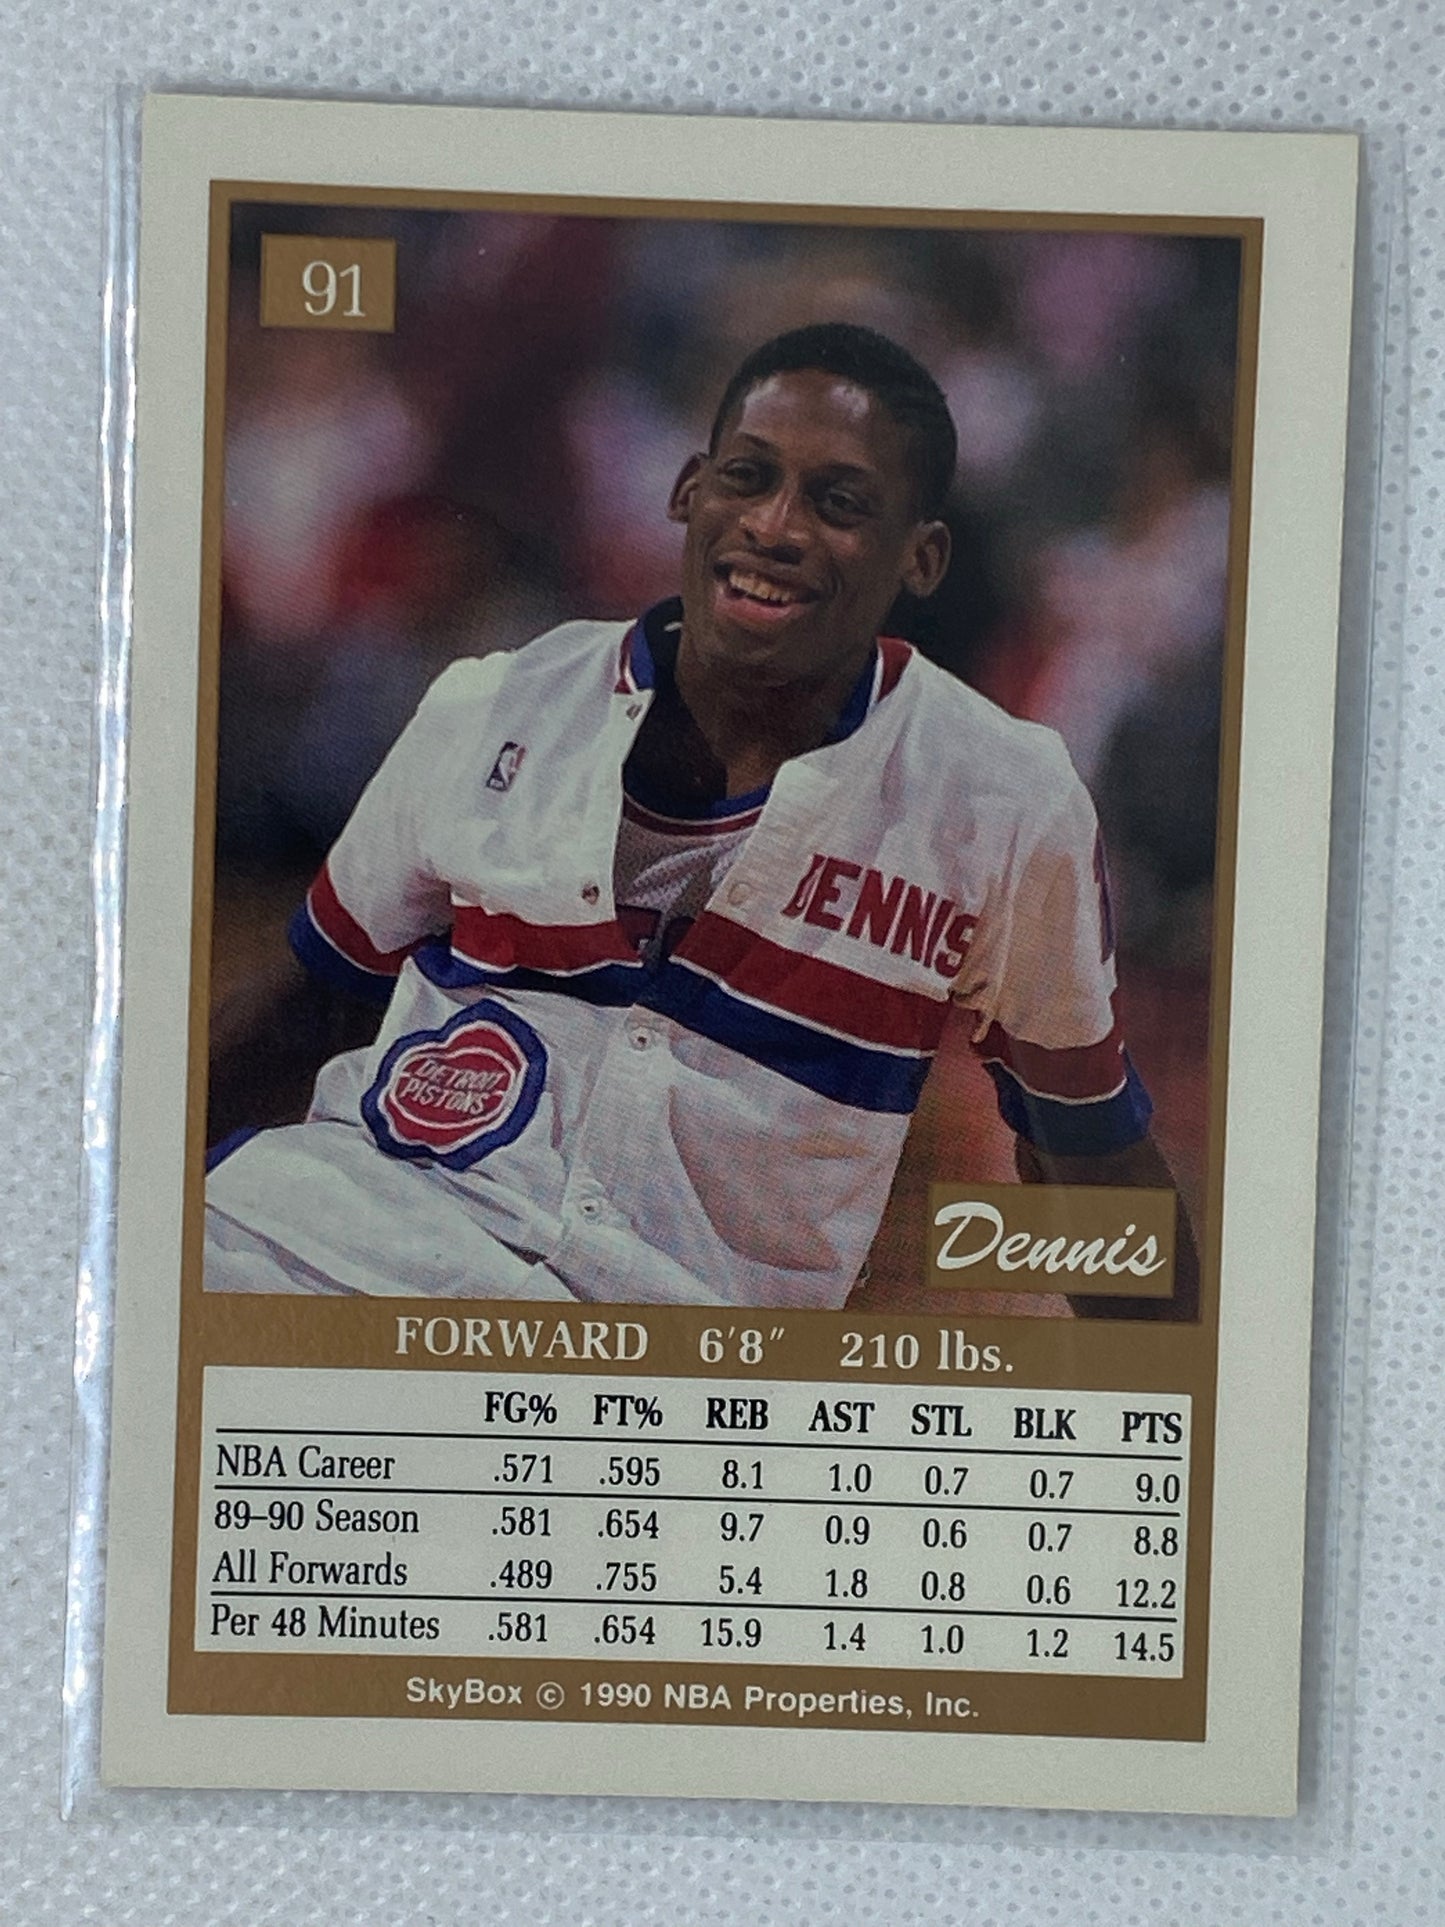 91
DENNIS
DETROIT
PISTONS
Dennis
FORWARD 6'8" 210 lbs.
FG% FT% REB AST STL BLK PTS
NBA Career .571 .595 8.1 1.0 0.7 0.7 9.0
89–90 Season .581 .654 9.7 0.9 0.6 0.7 8.8
All Forwards .489 .755 5.4 1.8 0.8 0.6 12.2
Per 48 Minutes .581 .654 15.9 1.4 1.0 1.2 14.5
SkyBox © 1990 NBA Properties, Inc.